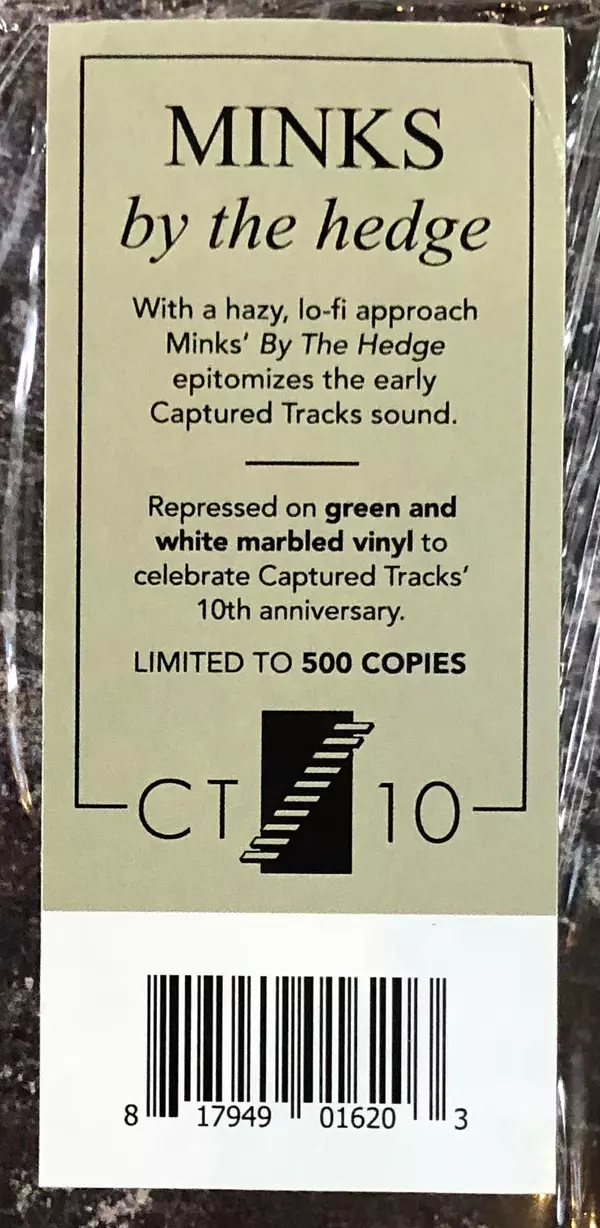 MINKS
by the hedge
With a hazy, lo-fi approach
Minks' By The Hedge
epitomizes the early
Captured Tracks sound.
Repressed on green and
white marbled vinyl to
celebrate Captured Tracks'
10th anniversary.
LIMITED TO 500 COPIES
CT 10
8 17949 01620 3